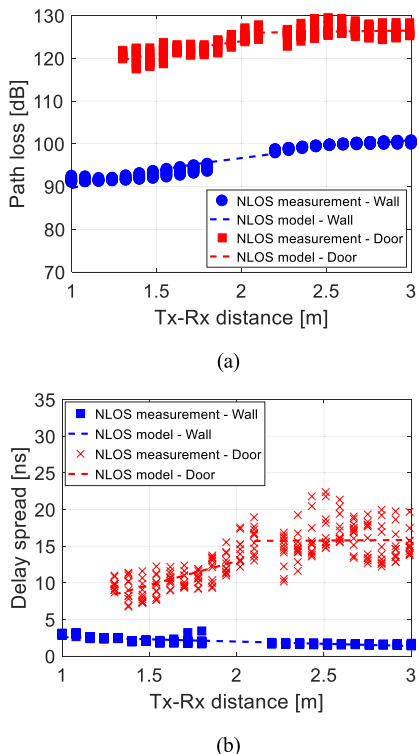 130
120
110
100
90
80
70
Path loss [dB]
NLOS measurement - Wall
NLOS model - Wall
NLOS measurement - Door
NLOS model - Door
1 1.5 2 2.5 3
Tx-Rx distance [m]
(a)
35
30
25
20
15
10
5
0
Delay spread [ns]
NLOS measurement - Wall
NLOS model - Wall
NLOS measurement - Door
NLOS model - Door
1 1.5 2 2.5 3
Tx-Rx distance [m]
(b)